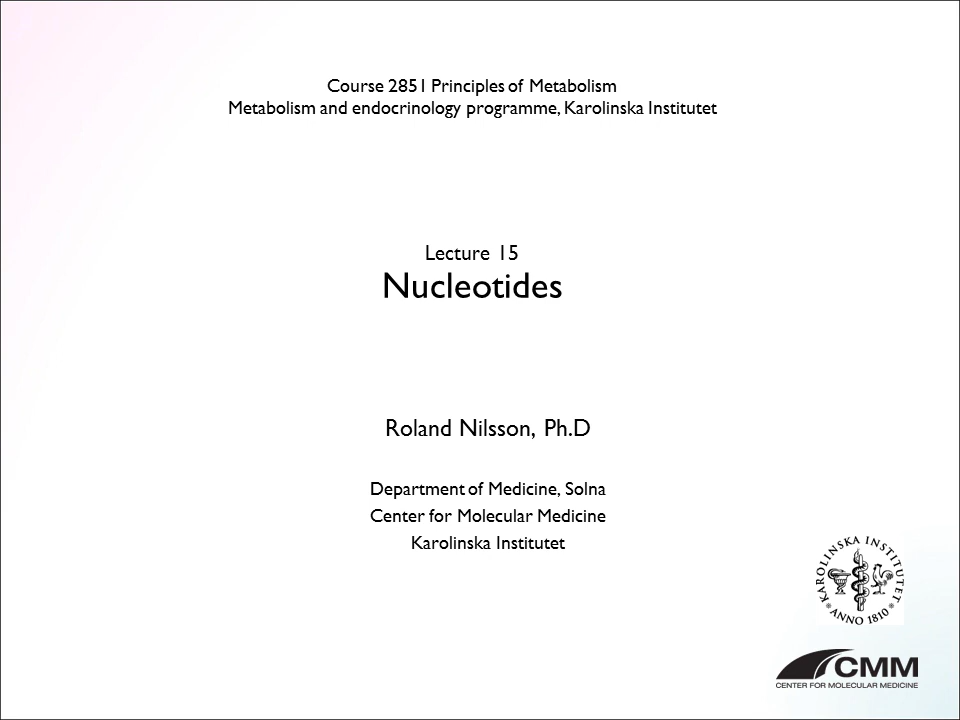 Course 2851 Principles of Metabolism
Metabolism and endocrinology programme, Karolinska Institutet
Lecture 15
Nucleotides
Roland Nilsson, Ph.D
Department of Medicine, Solna
Center for Molecular Medicine
Karolinska Institutet
KAROLINSKA INSTITUTET
ANNO 1810
CMM
CENTER FOR MOLECULAR MEDICINE